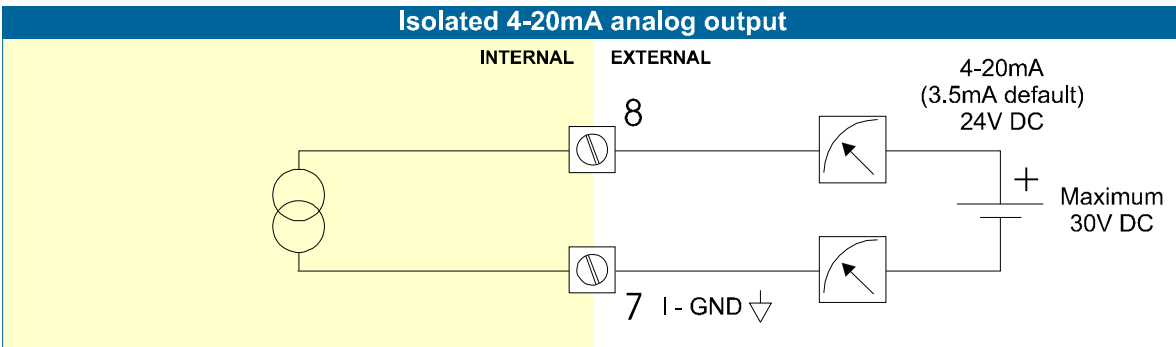 Isolated 4-20mA analog output
INTERNAL EXTERNAL
4-20mA
(3.5mA default)
24V DC
8
+
Maximum
30V DC
7 I - GND